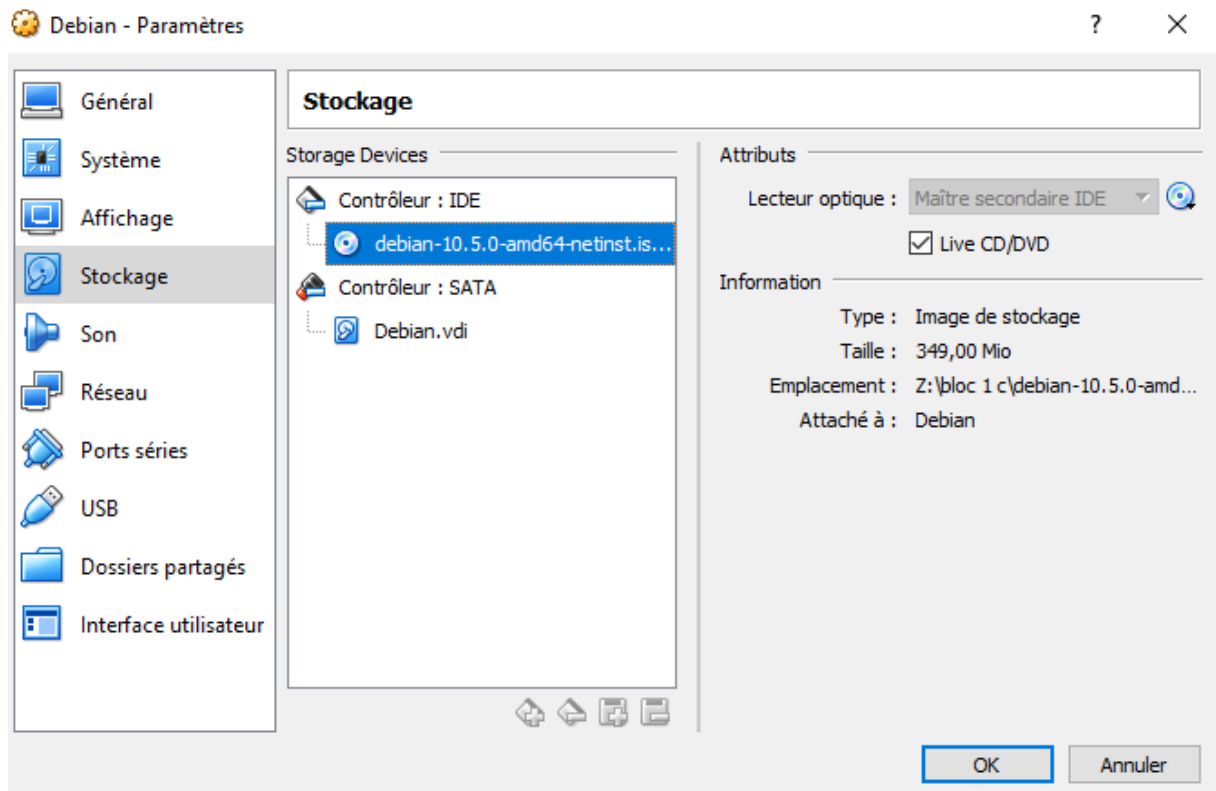 Debian - Paramètres
?
Général
Système
Affichage
Stockage
Son
Réseau
Ports séries
USB
Dossiers partagés
Interface utilisateur
Stockage
Storage Devices
Contrôleur : IDE
debian-10.5.0-amd64-netinst.is...
Contrôleur : SATA
Debian.vdi
Attributs
Lecteur optique : Maître secondaire IDE
Live CD/DVD
Information
Type : Image de stockage
Taille : 349,00 Mio
Emplacement : Z:\bloc 1 c\debian-10.5.0-amd...
Attaché à : Debian
OK Annuler